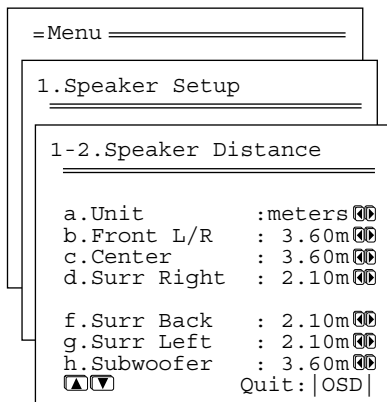 Menu
1.Speaker Setup
1-2.Speaker Distance
a.Unit :meters
b.Front L/R : 3.60m
c.Center : 3.60m
d.Surr Right : 2.10m
f.Surr Back : 2.10m
g.Surr Left : 2.10m
h.Subwoofer : 3.60m
Quit:|OSD|